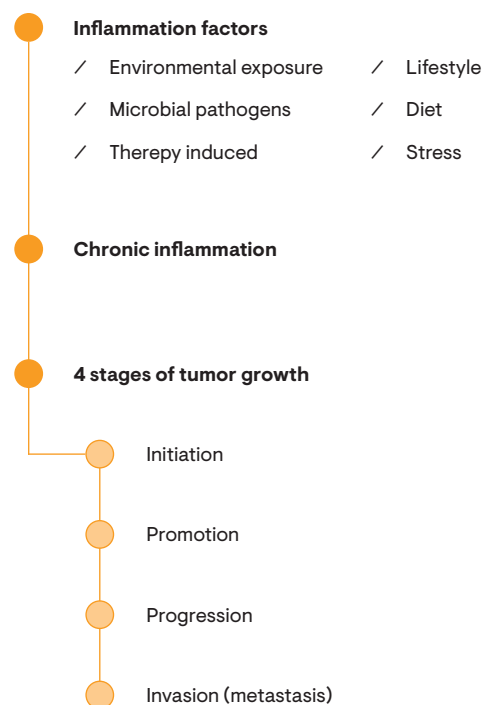 Inflammation factors
/ Environmental exposure / Lifestyle
/ Microbial pathogens / Diet
/ Therepy induced / Stress
Chronic inflammation
4 stages of tumor growth
Initiation
Promotion
Progression
Invasion (metastasis)